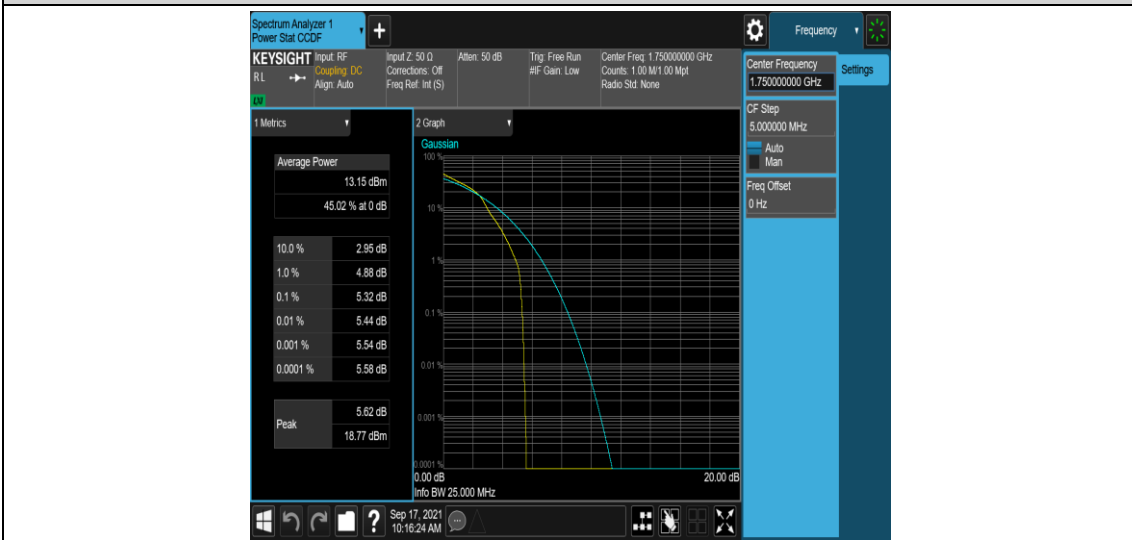 Spectrum Analyzer 1
Power Stat CCDF
+
Frequency
KEYSIGHT
RL
LXI
Input: RF
Coupling: DC
Align: Auto
Input Z: 50 Ω
Corrections: Off
Freq Ref: Int (S)
Atten: 50 dB
Trig: Free Run
#IF Gain: Low
Center Freq: 1.750000000 GHz
Counts: 1.00 M/1.00 Mpt
Radio Std: None
Center Frequency
1.750000000 GHz
Settings
CF Step
5.000000 MHz
Auto
Man
Freq Offset
0 Hz
1 Metrics
Average Power
13.15 dBm
45.02 % at 0 dB
10.0 % 2.95 dB
1.0 % 4.88 dB
0.1 % 5.32 dB
0.01 % 5.44 dB
0.001 % 5.54 dB
0.0001 % 5.58 dB
Peak
5.62 dB
18.77 dBm
2 Graph
Gaussian
100 %
10 %
1 %
0.1 %
0.01 %
0.001 %
0.0001 %
0.00 dB 20.00 dB
Info BW 25.000 MHz
?
Sep 17, 2021
10:16:24 AM